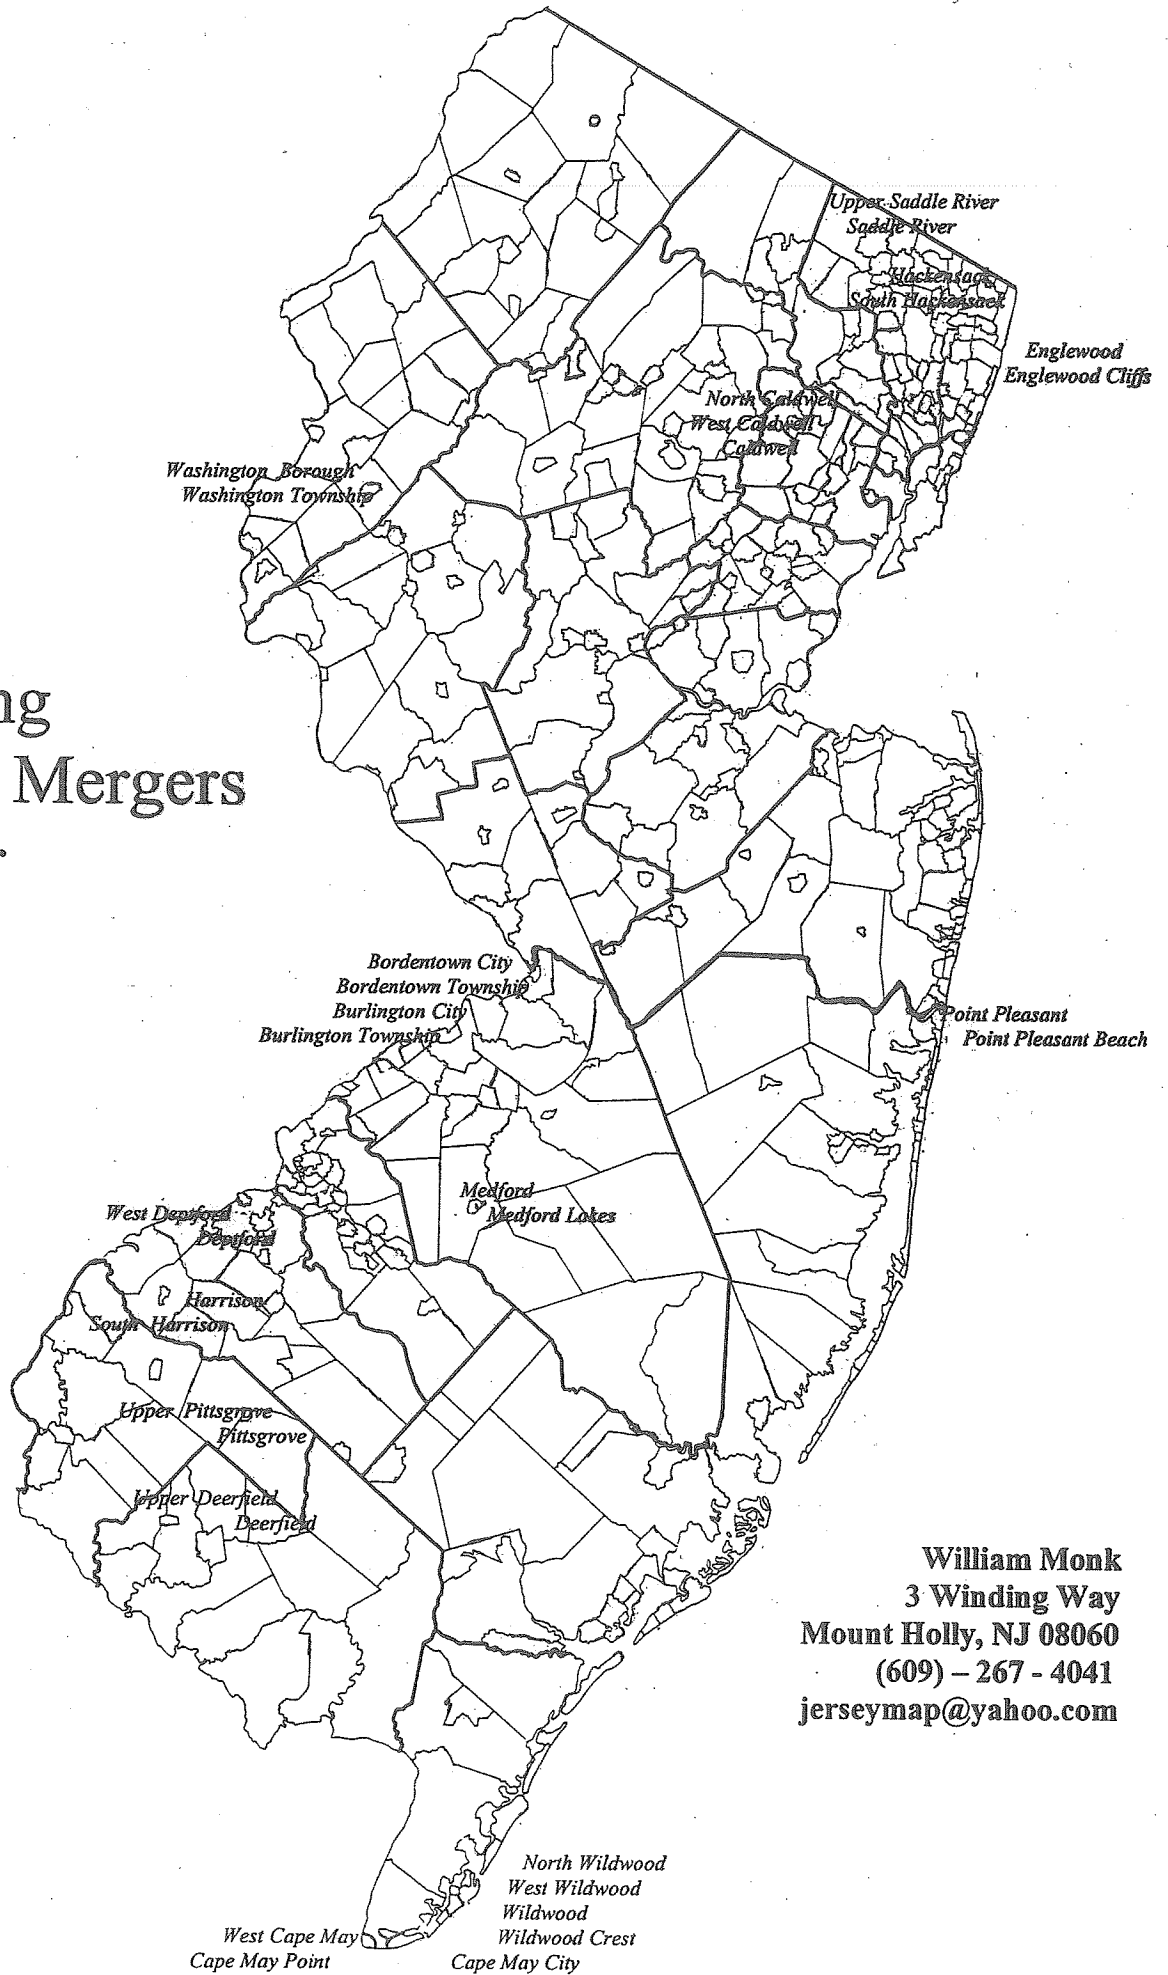 Upper Saddle River
Saddle River
Hackensack
South Hackensack
Englewood
Englewood Cliffs
North Caldwell
West Caldwell
Caldwell
Washington Borough
Washington Township
ng
Mergers
.
Bordentown City
Bordentown Township
Burlington City
Burlington Township
Point Pleasant
Point Pleasant Beach
Medford
Medford Lakes
West Deptford
Deptford
Harrison
South Harrison
Upper Pittsgrove
Pittsgrove
Upper Deerfield
Deerfield
William Monk
3 Winding Way
Mount Holly, NJ 08060
(609) – 267 - 4041
jerseymap@yahoo.com
North Wildwood
West Wildwood
Wildwood
Wildwood Crest
Cape May City
West Cape May
Cape May Point